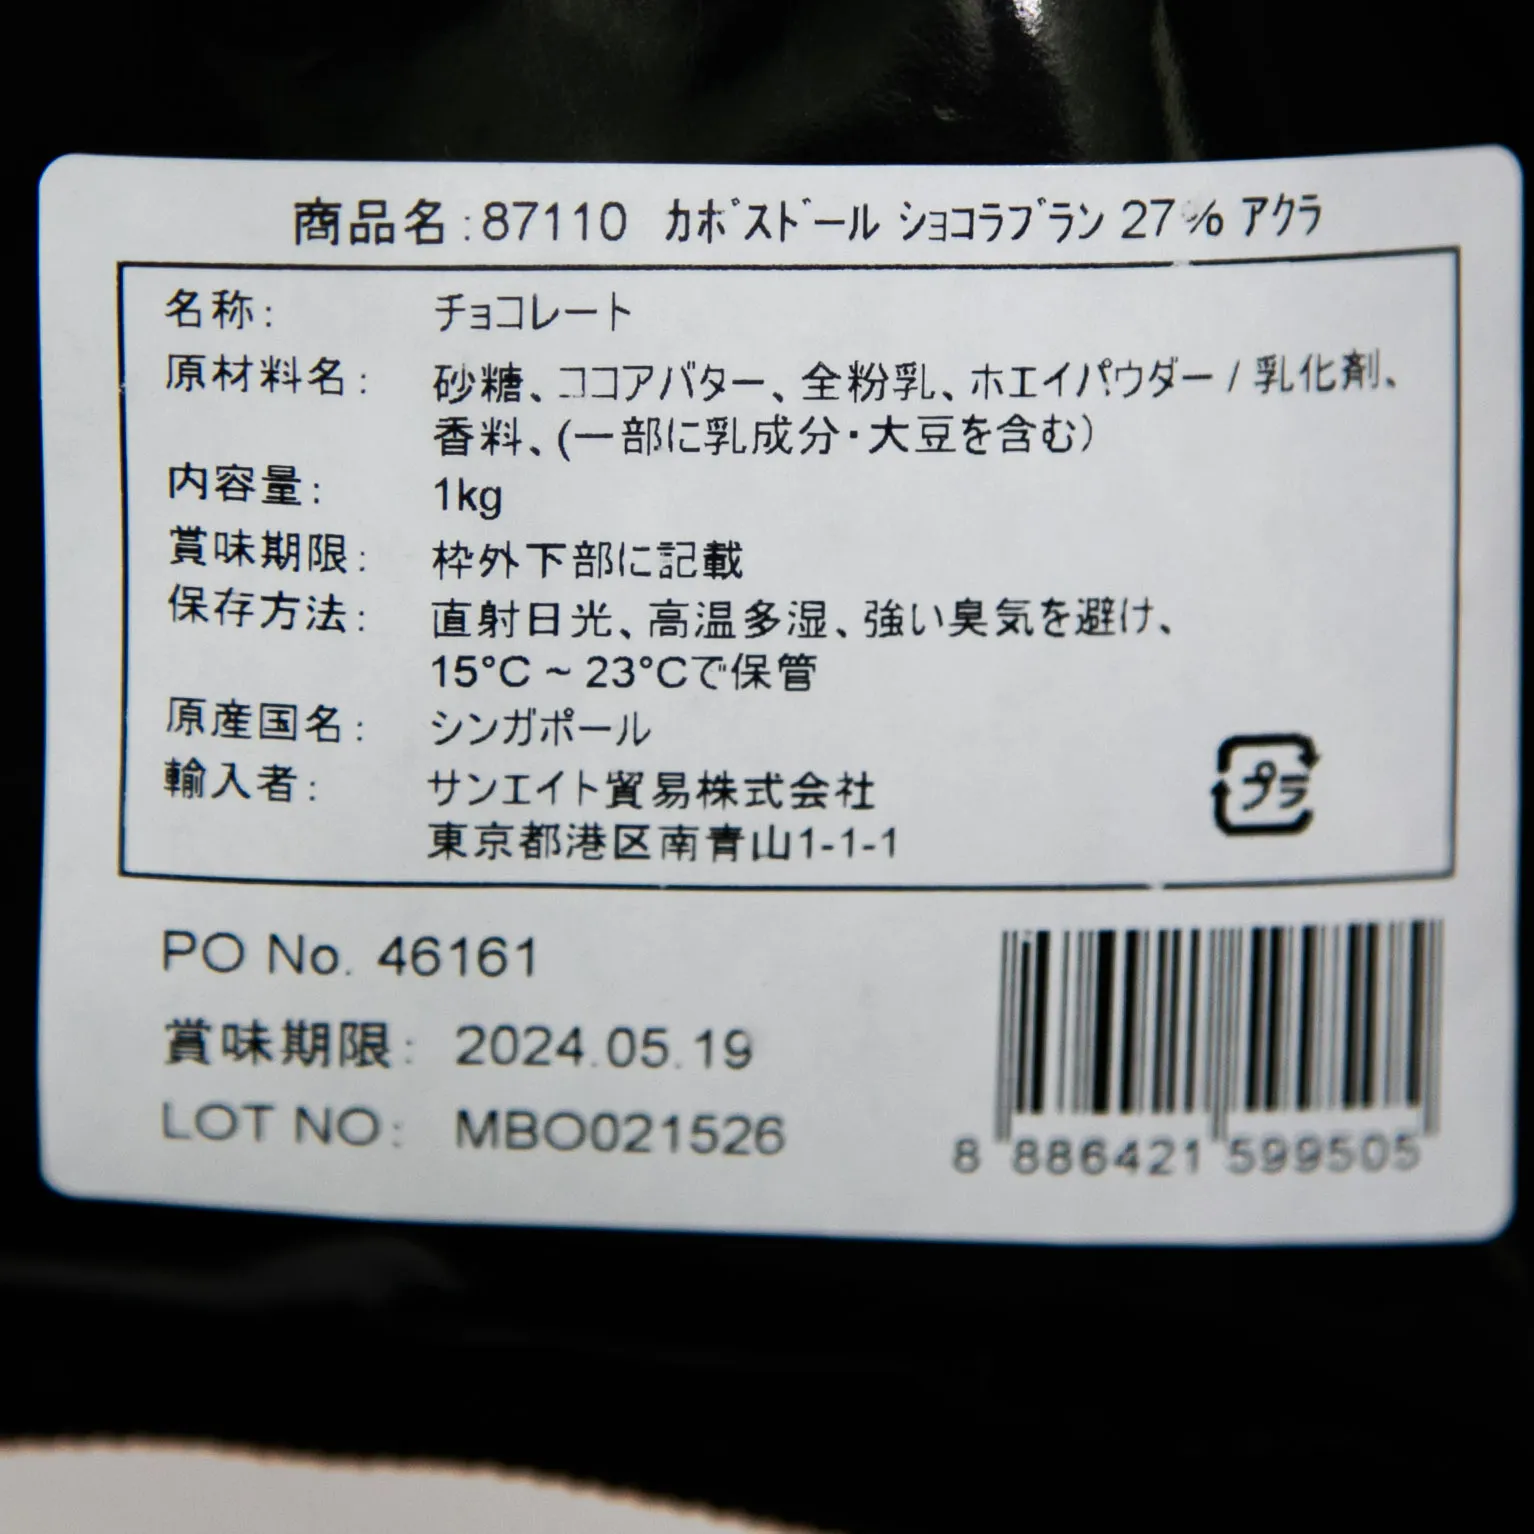 商品名:87110 ｶﾎﾟｽﾄﾞｰﾙ ｼｮｺﾗﾌﾞﾗﾝ 27% ｱｸﾗ
名称: チョコレート
原材料名: 砂糖、ココアバター、全粉乳、ホエイパウダー / 乳化剤、
香料、(一部に乳成分・大豆を含む)
内容量: 1kg
賞味期限: 枠外下部に記載
保存方法: 直射日光、高温多湿、強い臭気を避け、
15°C ~ 23°Cで保管
原産国名: シンガポール
輸入者: サンエイト貿易株式会社
東京都港区南青山1-1-1
プラ
PO No. 46161
賞味期限: 2024.05.19
LOT NO: MBO021526
8 886421 599505